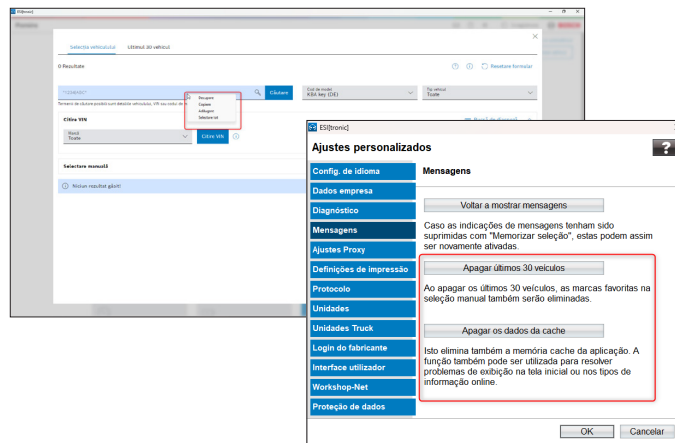 ESI[tronic]
Selecția vehiculului
Ultimul 30 vehicul
0 Rezultate
Resetare formular
Căutare
Decupare
Copiere
Adăugare
Selectare tot
Cod de model
KBA key (DE)
Tip vehicul
Toate
Citire VIN
Marcă
Toate
Citire VIN
Selectare manuală
Niciun rezultat găsit!
ESI[tronic]
Ajustes personalizados
?
Config. de idioma
Dados empresa
Diagnóstico
Mensagens
Ajustes Proxy
Definições de impressão
Protocolo
Unidades
Unidades Truck
Login do fabricante
Interface utilizador
Workshop-Net
Proteção de dados
Mensagens
Voltar a mostrar mensagens
Caso as indicações de mensagens tenham sido
suprimidas com "Memorizar seleção", estas podem assim
ser novamente ativadas.
Apagar últimos 30 veículos
Ao apagar os últimos 30 veículos, as marcas favoritas na
seleção manual também serão eliminadas.
Apagar os dados da cache
Isto elimina também a memória cache da aplicação. A
função também pode ser utilizada para resolver
problemas de exibição na tela inicial ou nos tipos de
informação online.
OK
Cancelar